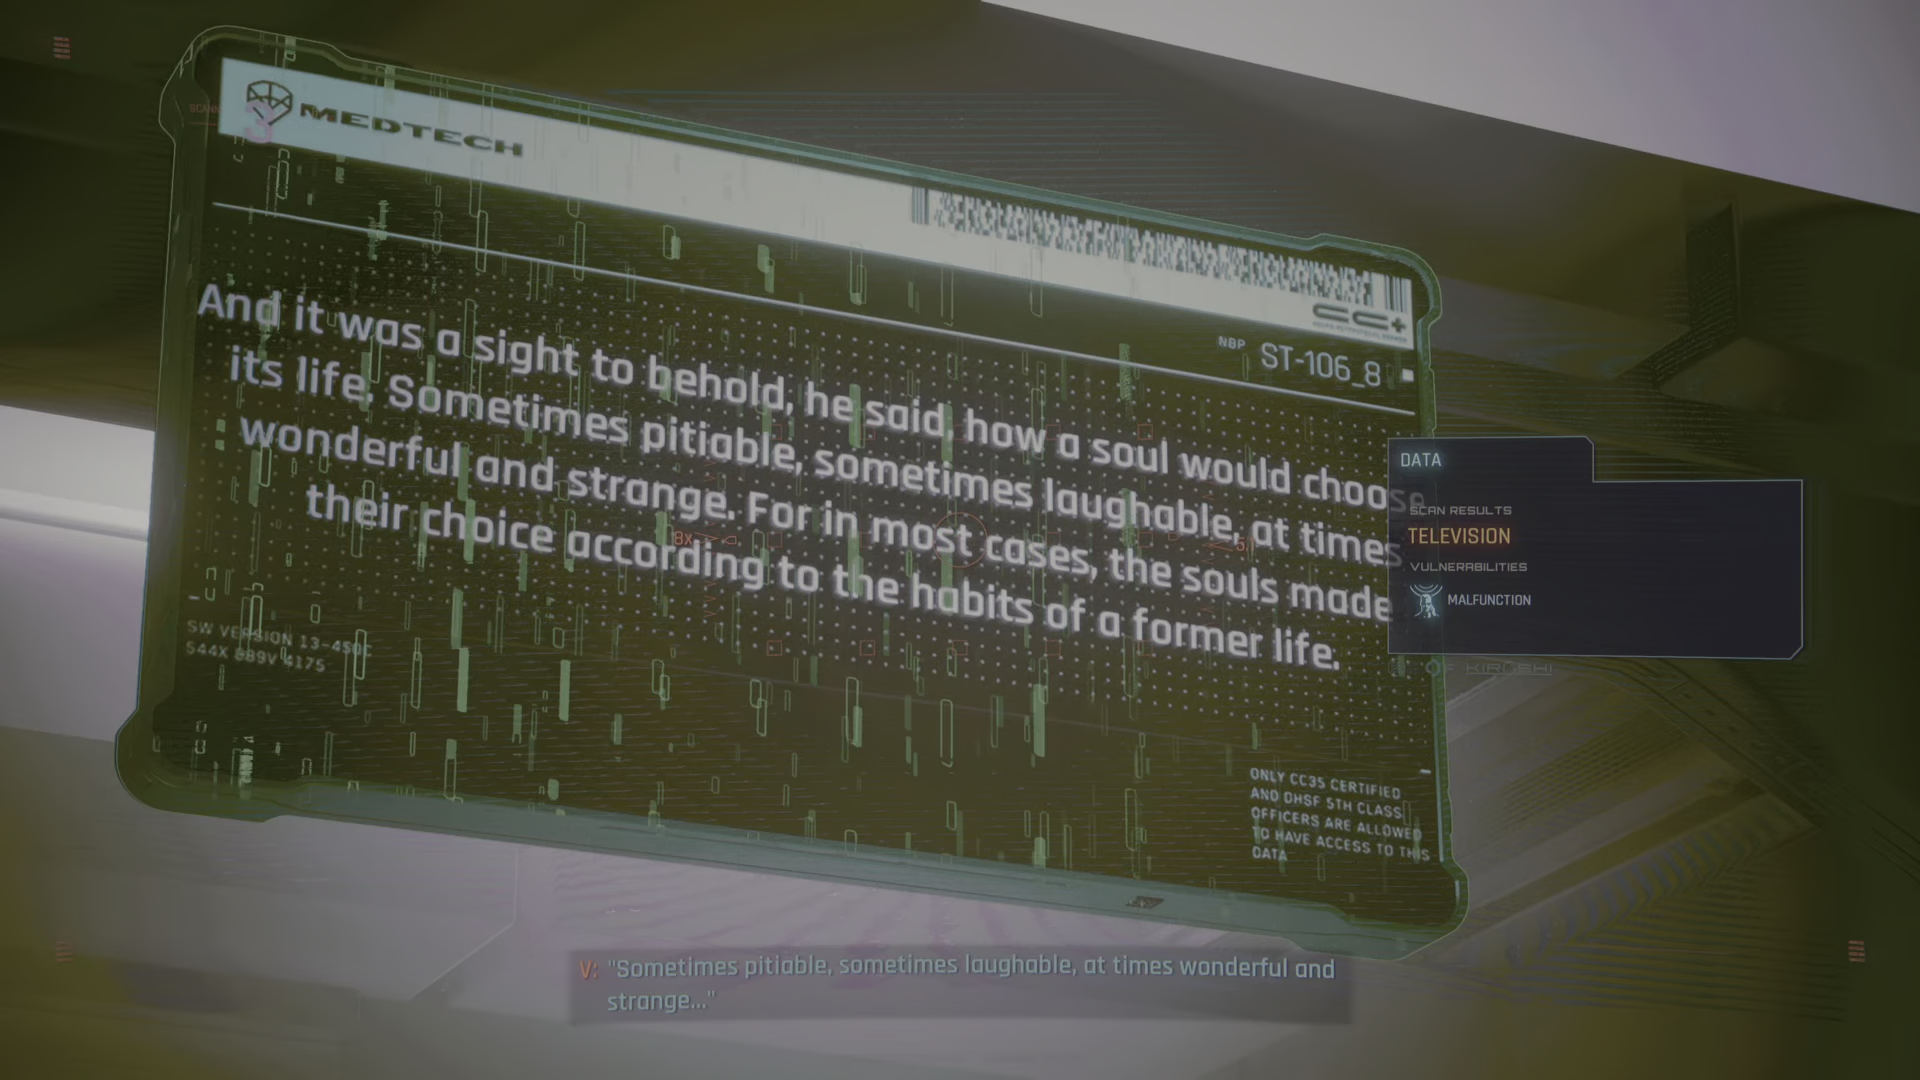 MEDTECH
CC+
NBP ST-106_8
And it was a sight to behold, he said, how a soul would choose
its life. Sometimes pitiable, sometimes laughable, at times
wonderful and strange. For in most cases, the souls made
their choice according to the habits of a former life.
SW VERSION 13-450C
S44X 889V 4175
ONLY CC35 CERTIFIED
AND DHSF 5TH CLASS
OFFICERS ARE ALLOWED
TO HAVE ACCESS TO THIS
DATA
DATA
SCAN RESULTS
TELEVISION
VULNERABILITIES
MALFUNCTION
OF KIROSHI
V: "Sometimes pitiable, sometimes laughable, at times wonderful and
strange..."